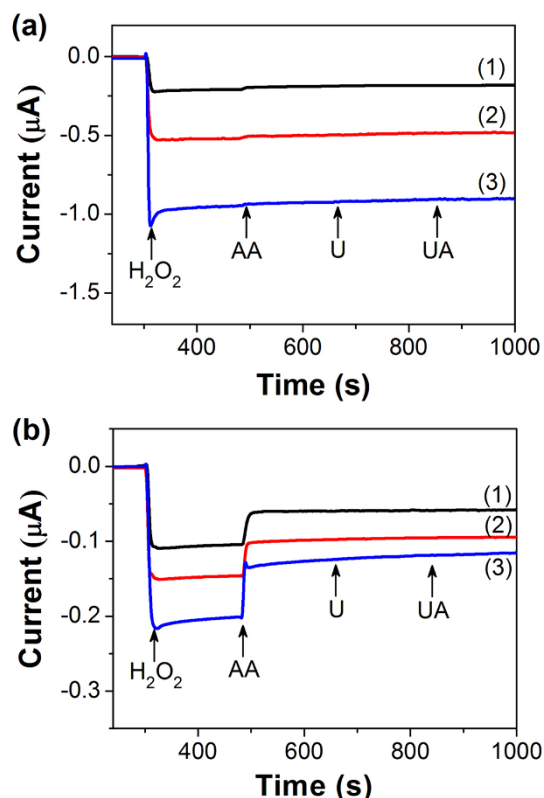 (a)
0.0
-0.5
-1.0
-1.5
Current (μA)
(1)
(2)
(3)
H₂O₂
AA
U
UA
400
600
800
1000
Time (s)
(b)
0.0
-0.1
-0.2
-0.3
Current (μA)
(1)
(2)
(3)
H₂O₂
AA
U
UA
400
600
800
1000
Time (s)